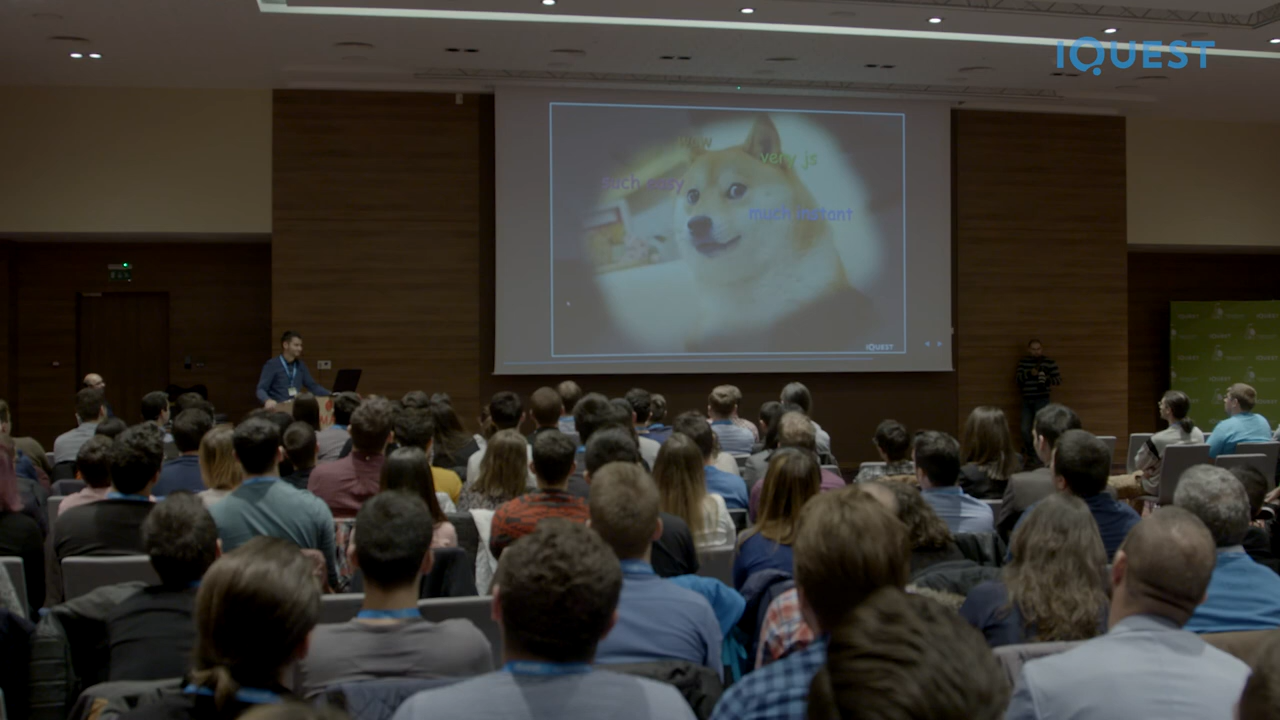 IQUEST
wow
very js
such easy
much instant
IQUEST